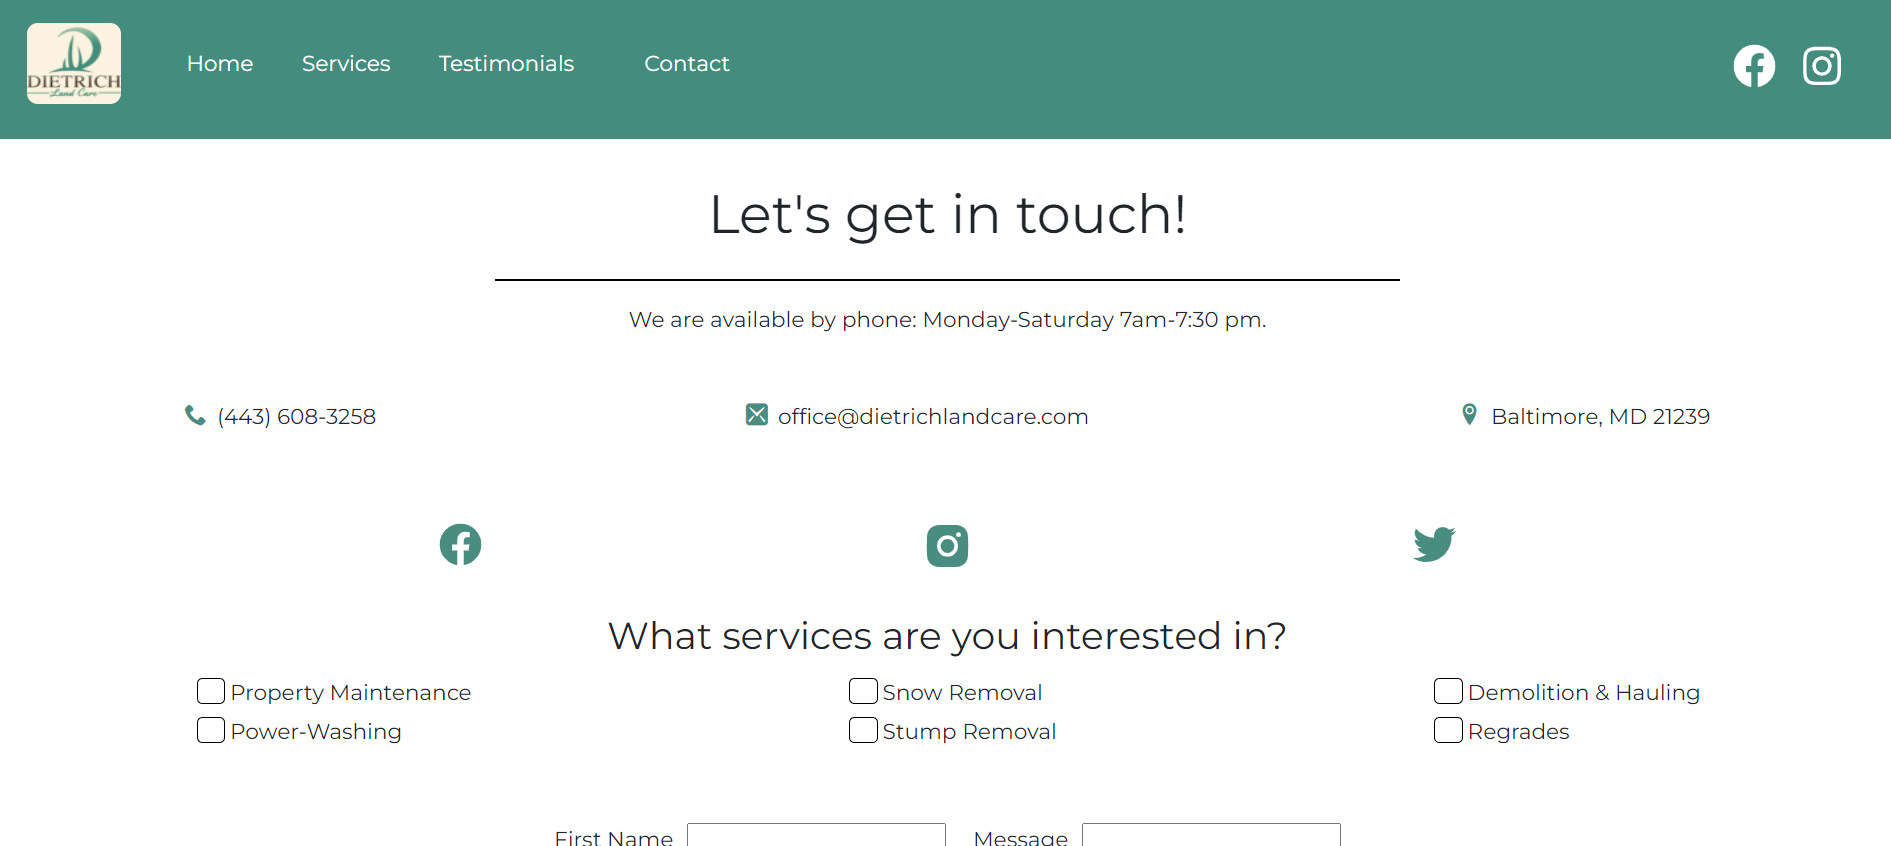 DIETRICH
Land Care
Home Services Testimonials Contact
Let's get in touch!
We are available by phone: Monday-Saturday 7am-7:30 pm.
(443) 608-3258 office@dietrichlandcare.com Baltimore, MD 21239
What services are you interested in?
Property Maintenance Snow Removal Demolition & Hauling
Power-Washing Stump Removal Regrades
First Name Message